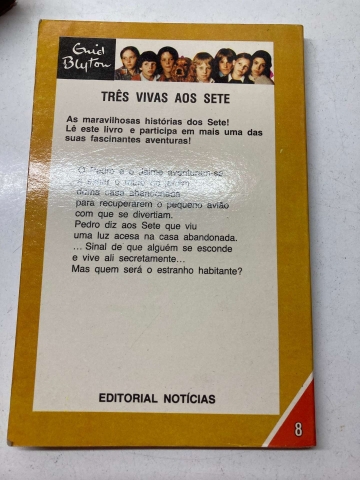 Enid
Blyton
TRÊS VIVAS AOS SETE
As maravilhosas histórias dos Sete!
Lê este livro e participa em mais uma das
suas fascinantes aventuras!
O Pedro e o Jaime aventuram-se
numa casa abandonada
para recuperarem o pequeno avião
com que se divertiam.
Pedro diz aos Sete que viu
uma luz acesa na casa abandonada.
... Sinal de que alguém se esconde
e vive ali secretamente...
Mas quem será o estranho habitante?
EDITORIAL NOTÍCIAS
8